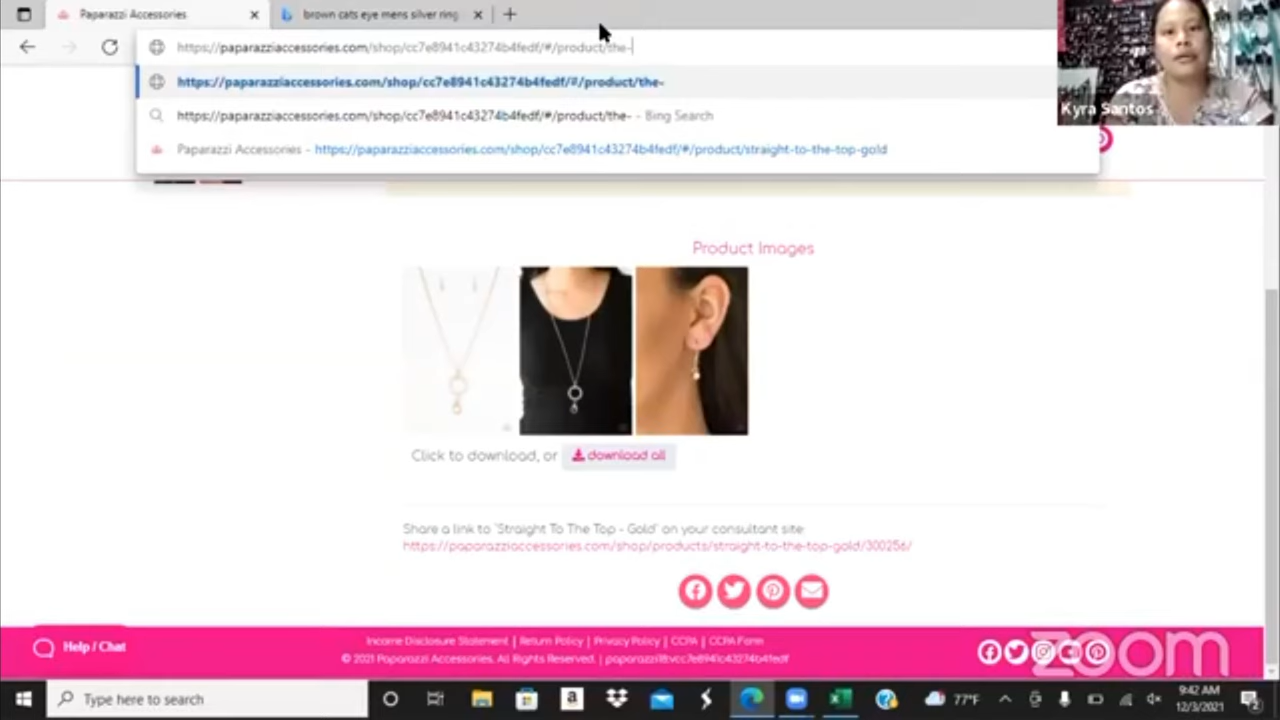 Paparazzi Accessories
brown cats eye mens silver ring
https://paparazziaccessories.com/shop/cc7e8941c43274b4fedf/#/product/the-
https://paparazziaccessories.com/shop/cc7e8941c43274b4fedf/#/product/the-
https://paparazziaccessories.com/shop/cc7e8941c43274b4fedf/#/product/the- - Bing Search
Paparazzi Accessories - https://paparazziaccessories.com/shop/cc7e8941c43274b4fedf/#/product/straight-to-the-top-gold
Kyra Santos
Product Images
Click to download, or download all
Share a link to 'Straight To The Top - Gold' on your consultant site:
https://paparazziaccessories.com/shop/products/straight-to-the-top-gold/300256/
Help / Chat
Income Disclosure Statement | Return Policy | Privacy Policy | CCPA | CCPA Form
© 2021 Paparazzi Accessories. All Rights Reserved. |
zoom
Type here to search
77°F
9:42 AM
12/3/2021
2